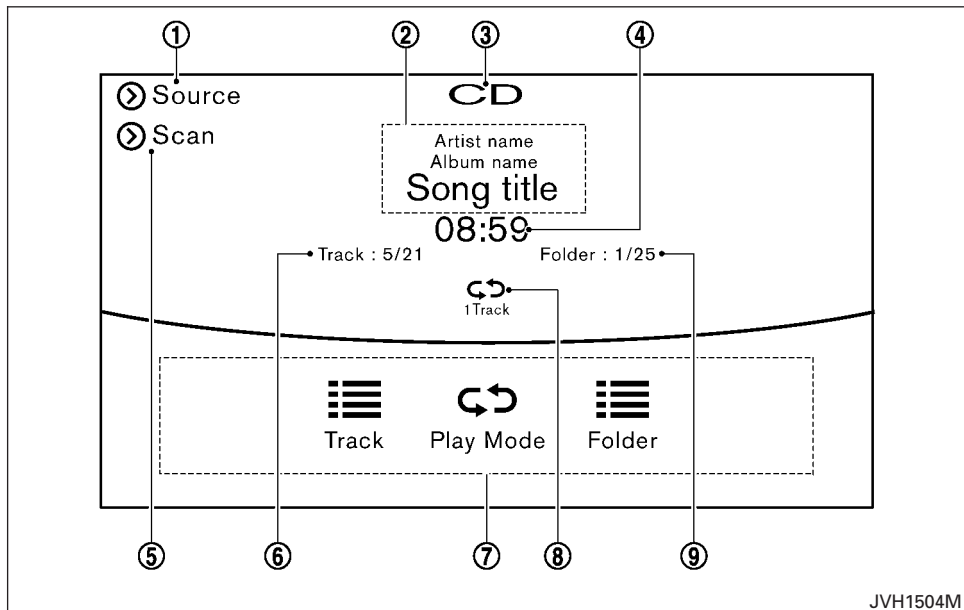 ① ② ③ ④
Source
CD
Scan
Artist name
Album name
Song title
08:59
Track : 5/21
Folder : 1/25
1Track
Track
Play Mode
Folder
⑤ ⑥ ⑦ ⑧ ⑨
JVH1504M